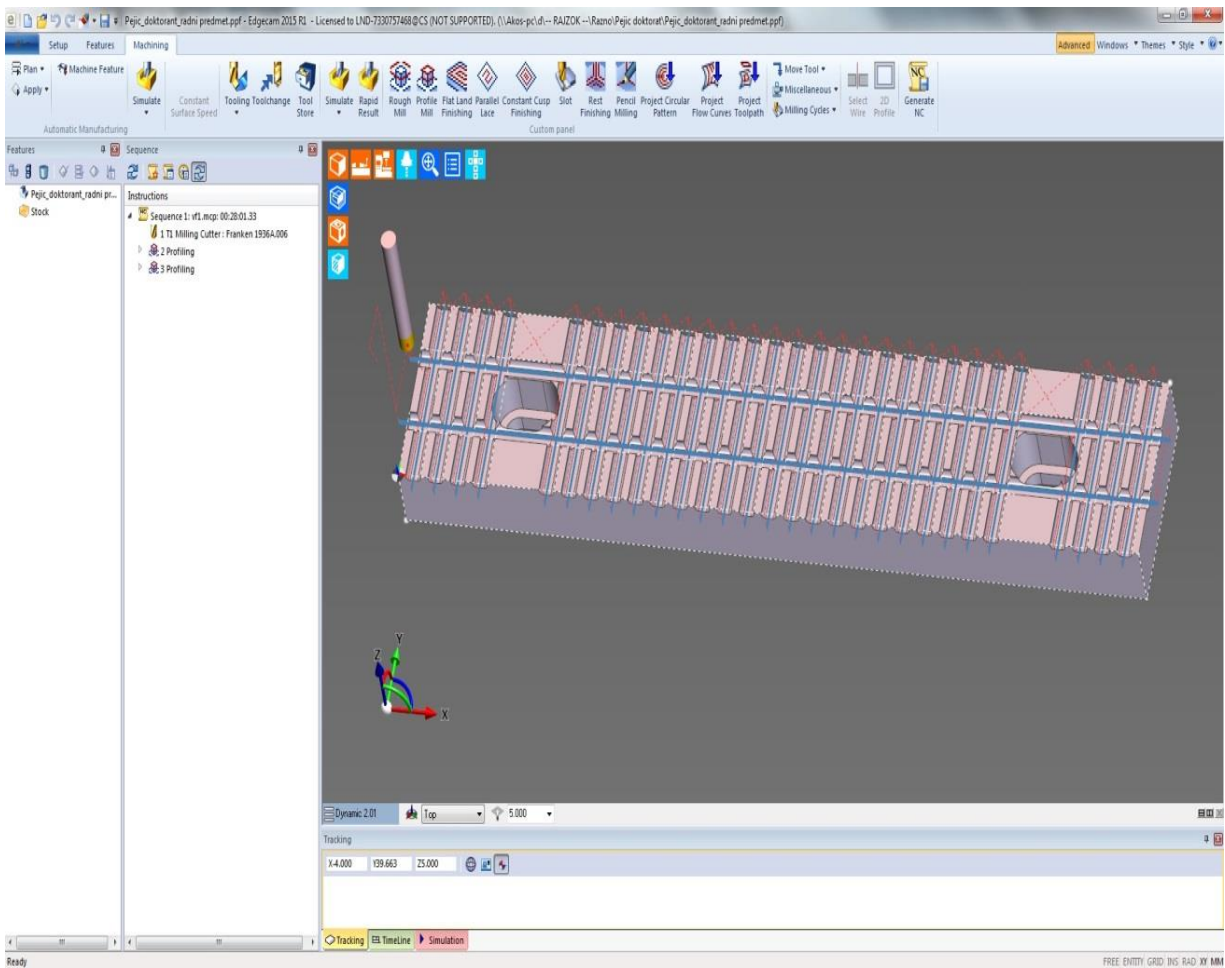 Pejic_doktorant_radni predmet.ppf - Edgecam 2015 R1 - Licensed to LND-7330757468@CS (NOT SUPPORTED). (\\Akos-pc\d\-- RAJZOK --\Razno\Pejic doktorat\Pejic_doktorant_radni predmet.ppf)
Setup Features Machining Advanced Windows Themes Style
Plan Machine Feature
Apply
Simulate Constant Surface Speed Tooling Toolchange Tool Store
Automatic Manufacturing
Simulate Rapid Result Rough Mill Profile Mill Flat Land Finishing Parallel Lace Constant Cusp Finishing Slot Rest Finishing Pencil Milling Project Circular Pattern Project Flow Curves Project Toolpath
Move Tool
Miscellaneous
Milling Cycles
Select Wire 2D Profile Generate NC
Custom panel
Features
Pejic_doktorant_radni pr...
Stock
Sequence
Instructions
Sequence 1: vf1.mcp: 00:28:01.33
1 T1 Milling Cutter : Franken 1936A.006
2 Profiling
3 Profiling
Z Y X
Dynamic 2.01 Top 5.000
Tracking
X-4.000 Y39.663 Z5.000
Tracking TimeLine Simulation
Ready
FREE ENTITY GRID INS RAD XY MM